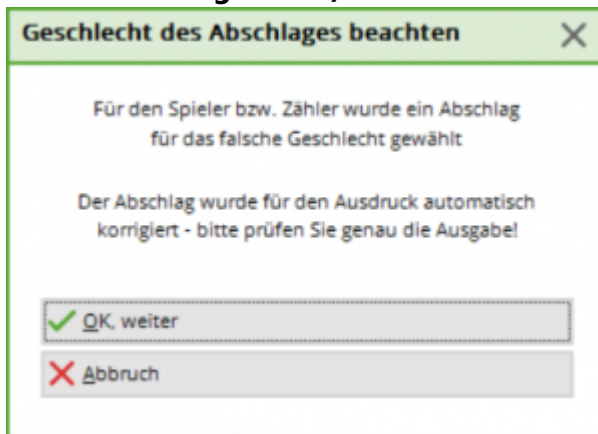 Geschlecht des Abschlages beachten
Für den Spieler bzw. Zähler wurde ein Abschlag
für das falsche Geschlecht gewählt
Der Abschlag wurde für den Ausdruck automatisch
korrigiert - bitte prüfen Sie genau die Ausgabe!
OK, weiter
Abbruch